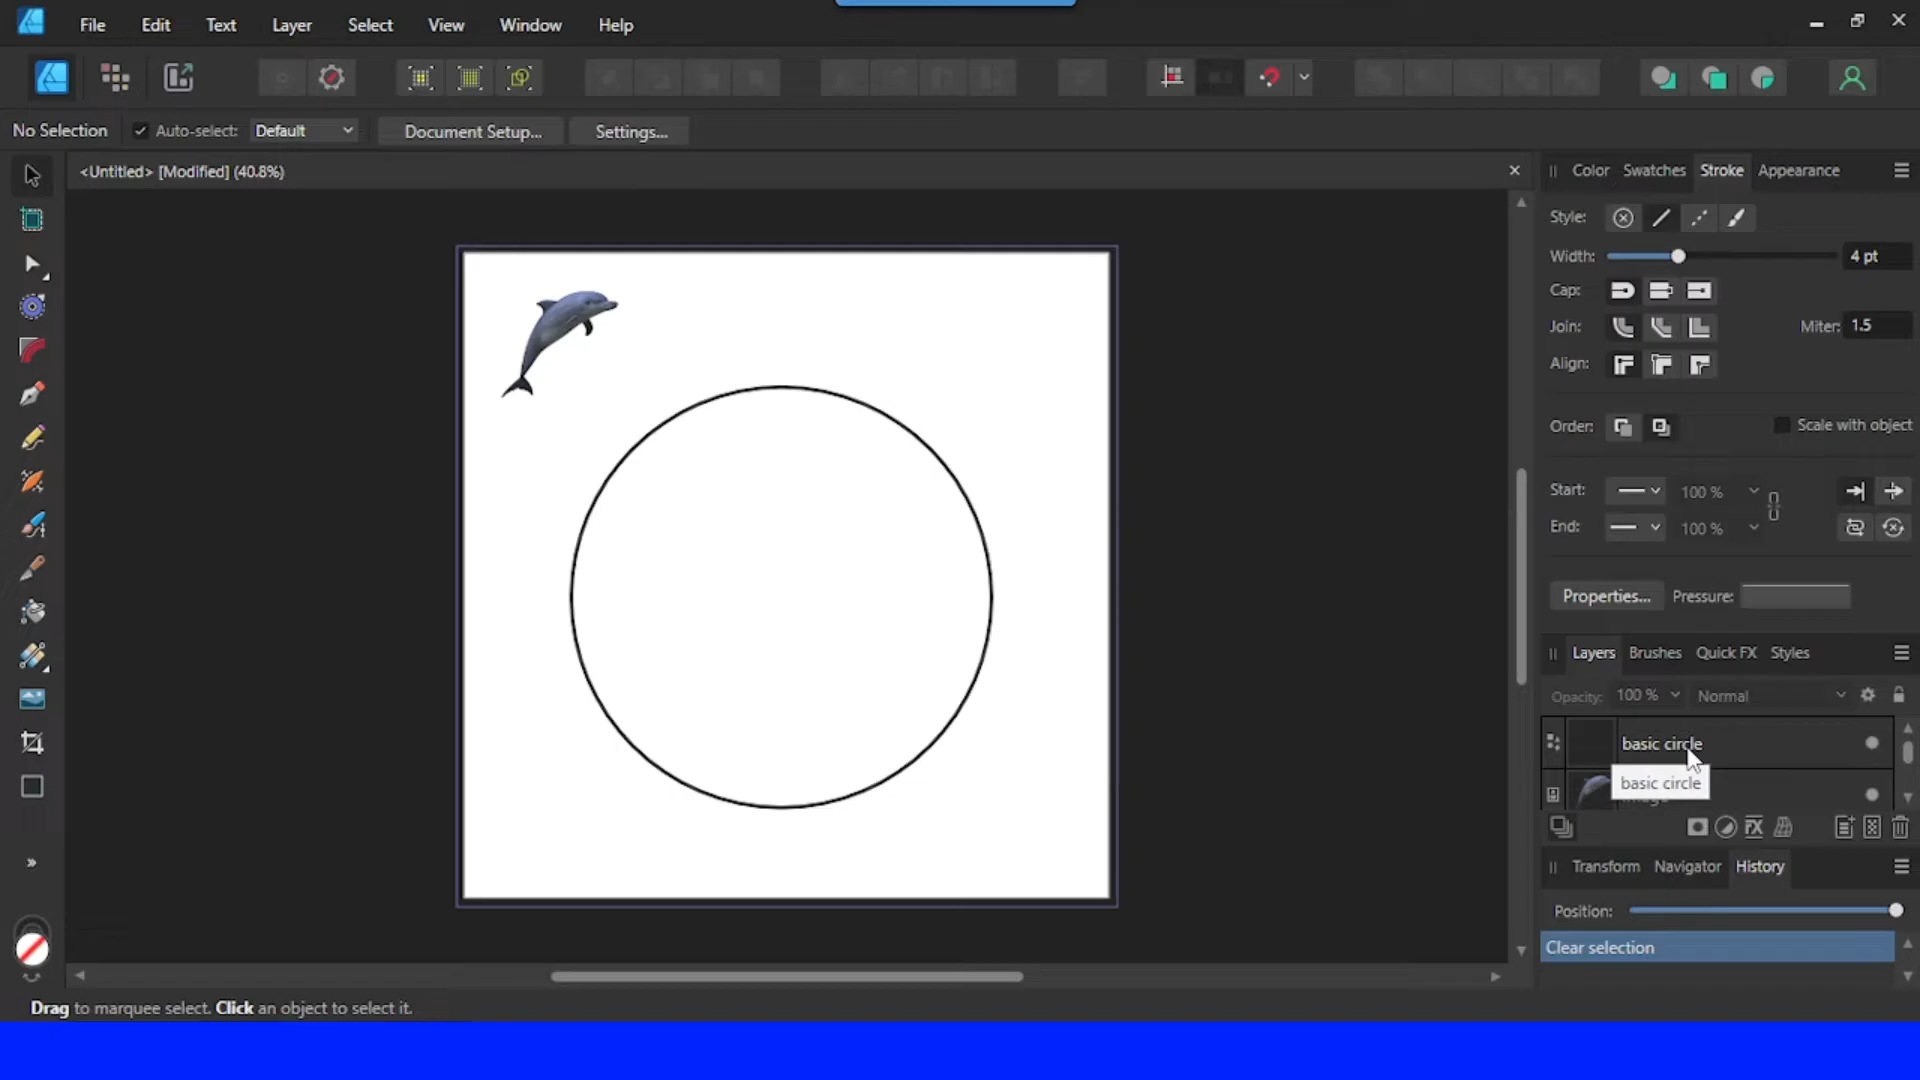 File Edit Text Layer Select View Window Help
No Selection Auto-select: Default Document Setup... Settings...
<Untitled> [Modified] (40.8%)
Color Swatches Stroke Appearance
Style:
Width: 4 pt
Cap:
Join: Miter: 1.5
Align:
Order: Scale with object
Start: 100 %
End: 100 %
Properties... Pressure:
Layers Brushes Quick FX Styles
Opacity: 100 % Normal
basic circle
basic circle
Transform Navigator History
Position:
Clear selection
Drag to marquee select. Click an object to select it.